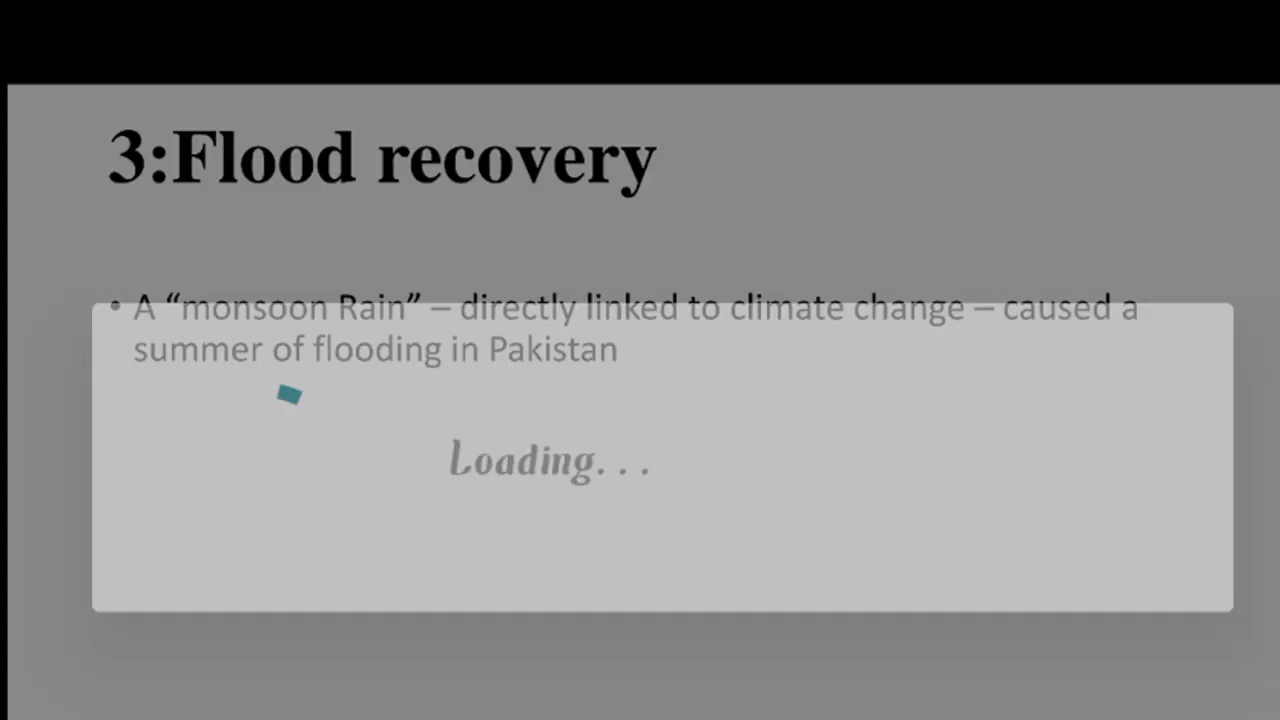 3:Flood recovery
• A “monsoon Rain” – directly linked to climate change – caused a
summer of flooding in Pakistan
Loading. . .